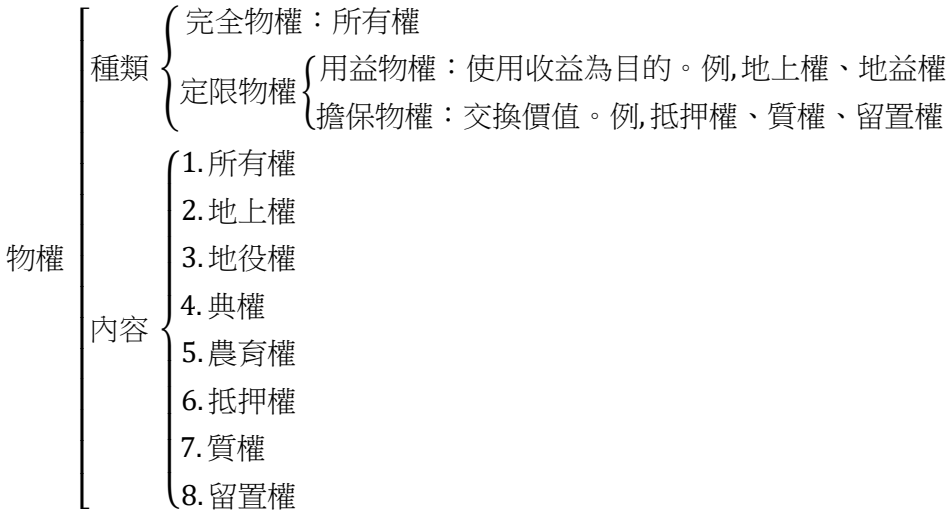 物權
種類
完全物權：所有權
定限物權
用益物權：使用收益為目的。例,地上權、地益權
擔保物權：交換價值。例,抵押權、質權、留置權
內容
1.所有權
2.地上權
3.地役權
4.典權
5.農育權
6.抵押權
7.質權
8.留置權